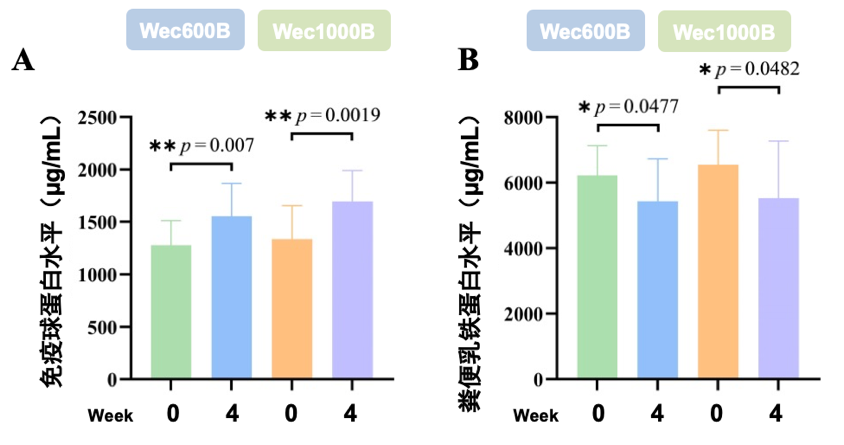 Wec600B Wec1000B
A
** p = 0.007
** p = 0.0019
免疫球蛋白水平（μg/mL）
2500
2000
1500
1000
500
0
Week 0 4 0 4
Wec600B Wec1000B
B
* p = 0.0477
* p = 0.0482
粪便乳铁蛋白水平（μg/mL）
8000
6000
4000
2000
0
Week 0 4 0 4